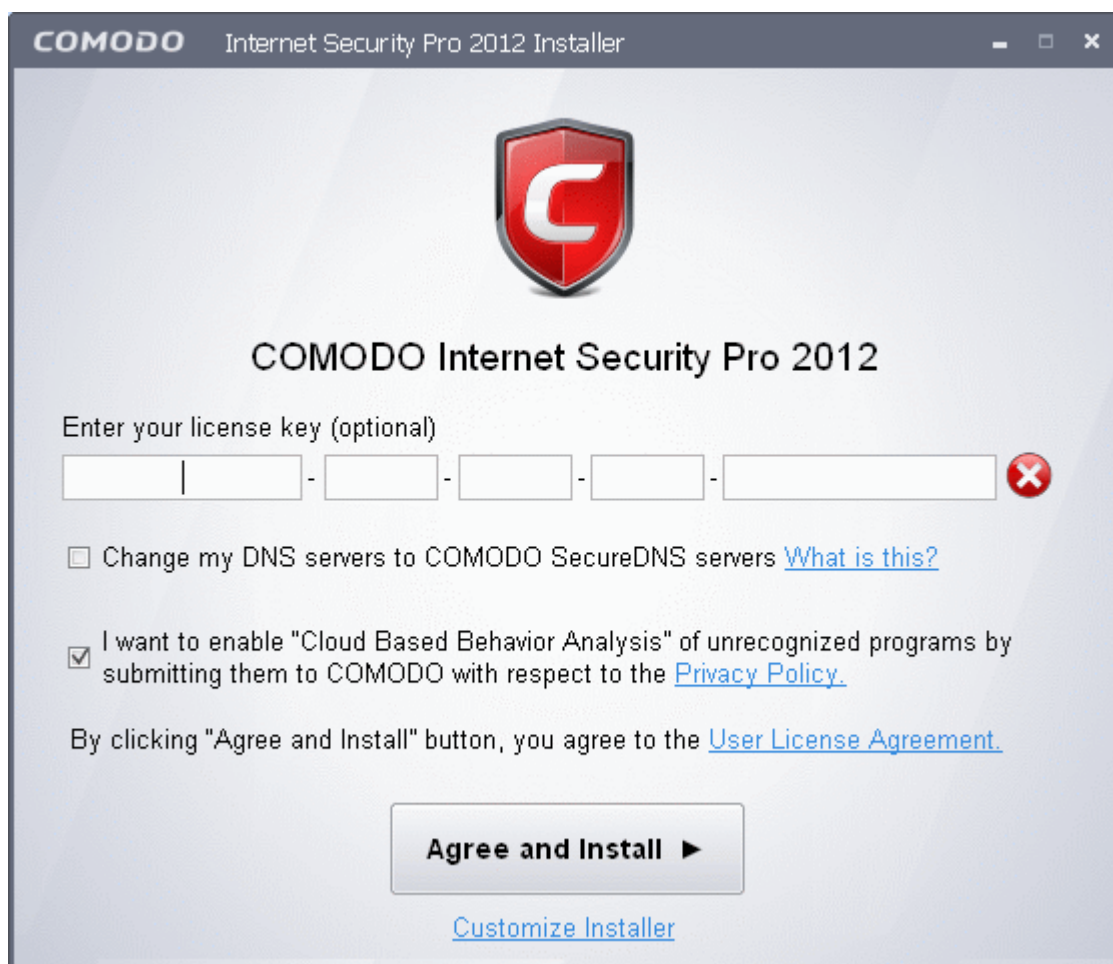 COMODO Internet Security Pro 2012 Installer
C
COMODO Internet Security Pro 2012
Enter your license key (optional)
- - - -
Change my DNS servers to COMODO SecureDNS servers What is this?
I want to enable "Cloud Based Behavior Analysis" of unrecognized programs by
submitting them to COMODO with respect to the Privacy Policy.
By clicking "Agree and Install" button, you agree to the User License Agreement.
Agree and Install ►
Customize Installer